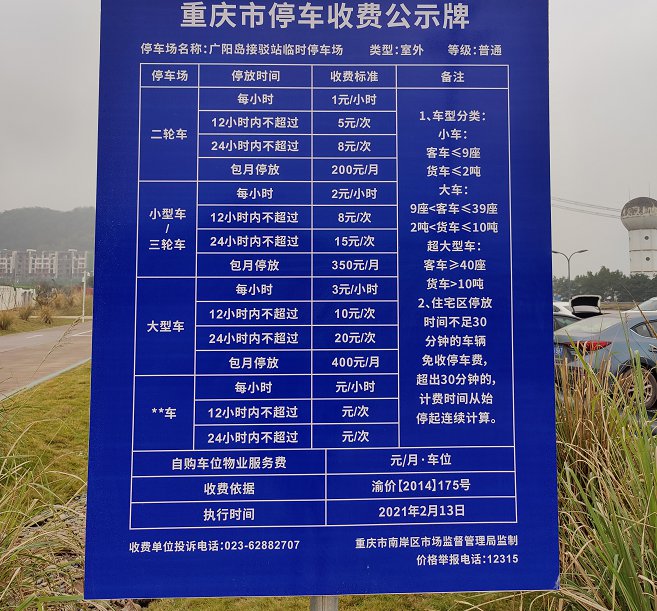 重庆市停车收费公示牌
停车场名称:广阳岛接驳站临时停车场 类型:室外 等级:普通
停车场 停放时间 收费标准 备注
二轮车
每小时 1元/小时
12小时内不超过 5元/次
24小时内不超过 8元/次
包月停放 200元/月
小型车
/
三轮车
每小时 2元/小时
12小时内不超过 8元/次
24小时内不超过 15元/次
包月停放 350元/月
大型车
每小时 3元/小时
12小时内不超过 10元/次
24小时内不超过 20元/次
包月停放 400元/月
**车
每小时 元/小时
12小时内不超过 元/次
24小时内不超过 元/次
1、车型分类:
小车:
客车≤9座
货车≤2吨
大车:
9座<客车≤39座
2吨<货车≤10吨
超大型车:
客车≥40座
货车>10吨
2、住宅区停放
时间不足30
分钟的车辆
免收停车费,
超出30分钟的,
计费时间从始
停起连续计算。
自购车位物业服务费 元/月·车位
收费依据 渝价[2014]175号
执行时间 2021年2月13日
收费单位投诉电话:023-62882707 重庆市南岸区市场监督管理局监制
价格举报电话:12315